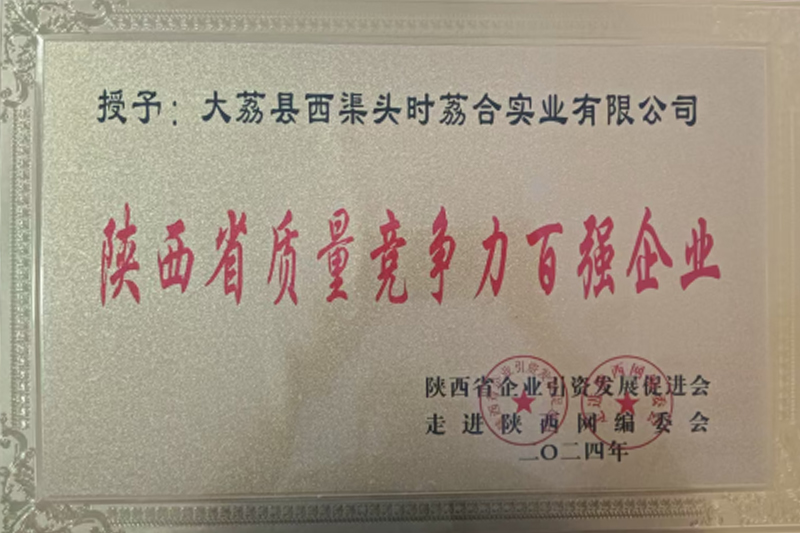 授予：大荔县西渠头时荔合实业有限公司
陕西省质量竞争力百强企业
陕西省企业引资发展促进会
走进陕西网编委会
二〇二四年